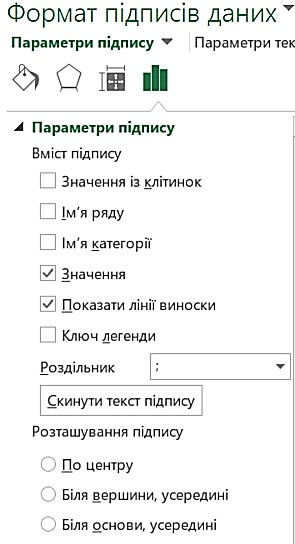 Формат підписів даних
Параметри підпису Параметри тек
Параметри підпису
Вміст підпису
Значення із клітинок
Ім’я ряду
Ім’я категорії
Значення
Показати лінії виноски
Ключ легенди
Роздільник ;
Скинути текст підпису
Розташування підпису
По центру
Біля вершини, усередині
Біля основи, усередині